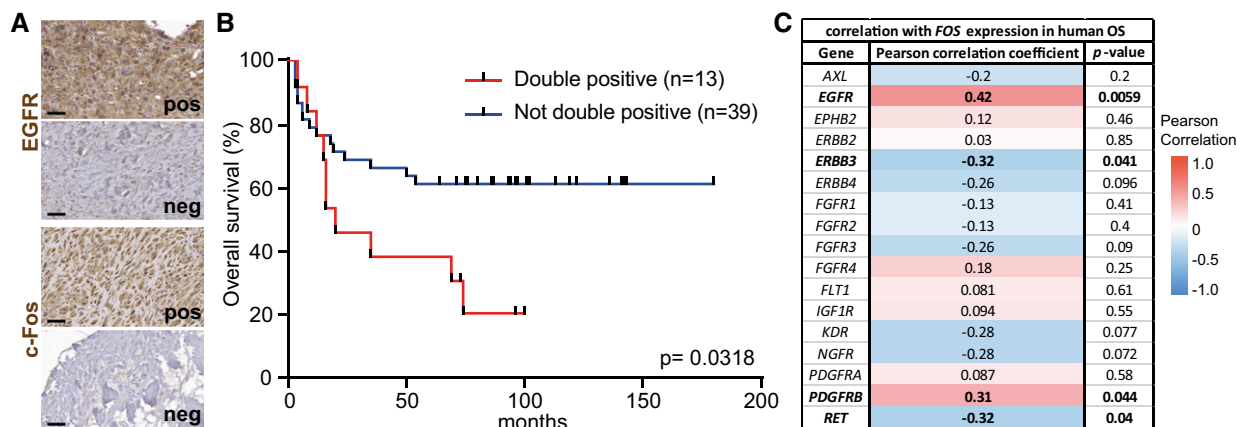 A
EGFR
pos
neg
c-Fos
pos
neg
B
Overall survival (%)
100
80
60
40
20
0
Double positive (n=13)
Not double positive (n=39)
p= 0.0318
0 50 100 150 200
months
C
correlation with FOS expression in human OS
Gene Pearson correlation coefficient p-value
AXL -0.2 0.2
EGFR 0.42 0.0059
EPHB2 0.12 0.46
ERBB2 0.03 0.85
ERBB3 -0.32 0.041
ERBB4 -0.26 0.096
FGFR1 -0.13 0.41
FGFR2 -0.13 0.4
FGFR3 -0.26 0.09
FGFR4 0.18 0.25
FLT1 0.081 0.61
IGF1R 0.094 0.55
KDR -0.28 0.077
NGFR -0.28 0.072
PDGFRA 0.087 0.58
PDGFRB 0.31 0.044
RET -0.32 0.04
Pearson
Correlation
1.0
0.5
0
-0.5
-1.0